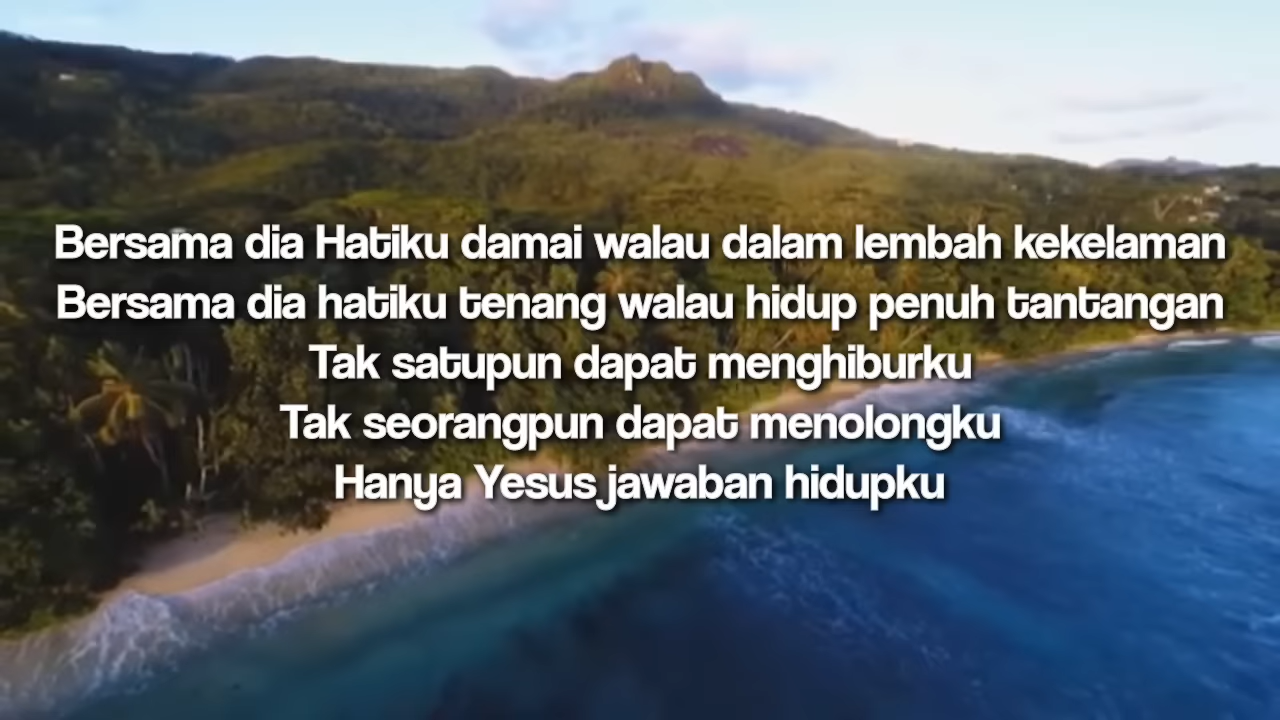 Bersama dia Hatiku damai walau dalam lembah kekelaman
Bersama dia hatiku tenang walau hidup penuh tantangan
Tak satupun dapat menghiburku
Tak seorangpun dapat menolongku
Hanya Yesus jawaban hidupku